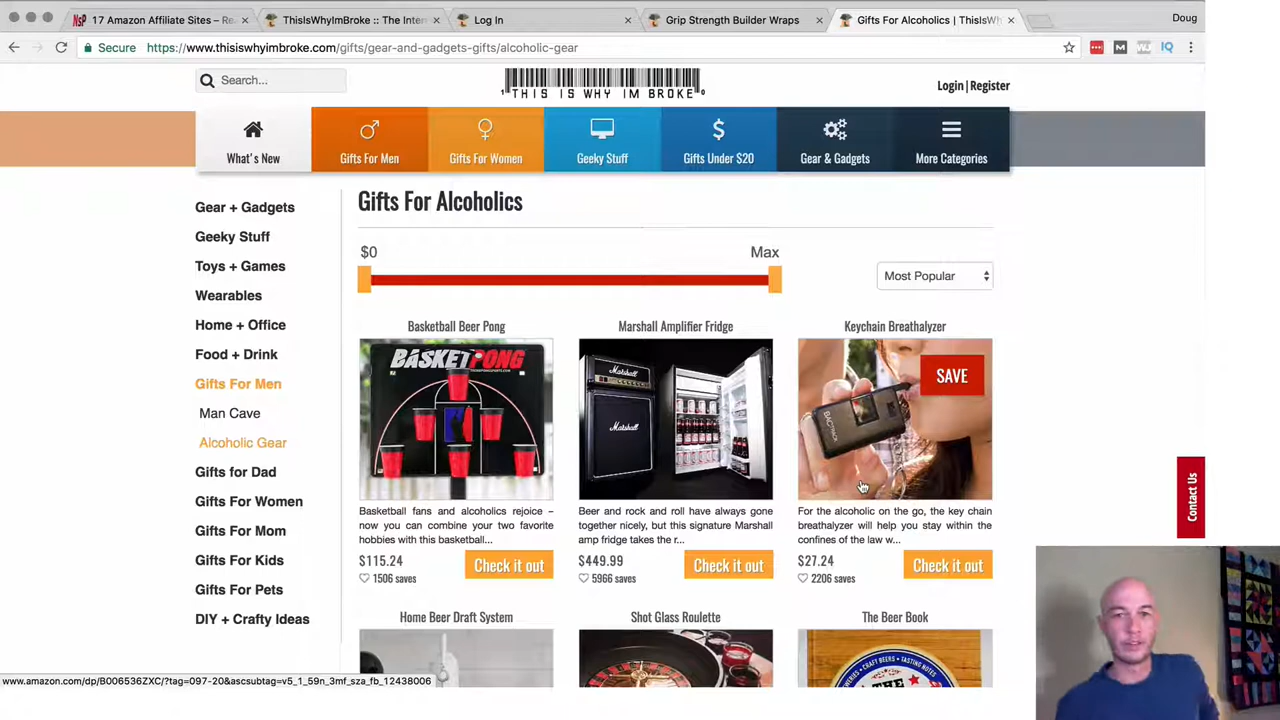 17 Amazon Affiliate Sites – Re
ThisIsWhyImBroke :: The Inter
Log In
Grip Strength Builder Wraps
Gifts For Alcoholics | ThisIsWh
Doug
Secure
https://www.thisiswhyimbroke.com/gifts/gear-and-gadgets-gifts/alcoholic-gear
Search...
THIS IS WHY IM BROKE
Login|Register
What's New
Gifts For Men
Gifts For Women
Geeky Stuff
Gifts Under $20
Gear & Gadgets
More Categories
Gear + Gadgets
Geeky Stuff
Toys + Games
Wearables
Home + Office
Food + Drink
Gifts For Men
Man Cave
Alcoholic Gear
Gifts for Dad
Gifts For Women
Gifts For Mom
Gifts For Kids
Gifts For Pets
DIY + Crafty Ideas
Gifts For Alcoholics
$0
Max
Most Popular
Basketball Beer Pong
BASKETPONG
Basketball fans and alcoholics rejoice –
now you can combine your two favorite
hobbies with this basketball...
$115.24
1506 saves
Check it out
Marshall Amplifier Fridge
Marshall
Marshall
Beer and rock and roll have always gone
together nicely, but this signature Marshall
amp fridge takes the r...
$449.99
5966 saves
Check it out
Keychain Breathalyzer
SAVE
BACTRACK
For the alcoholic on the go, the key chain
breathalyzer will help you stay within the
confines of the law w...
$27.24
2206 saves
Check it out
Contact Us
Home Beer Draft System
Shot Glass Roulette
The Beer Book
CRAFT BEERS
TASTING NOTES
THE
www.amazon.com/dp/B006536ZXC/?tag=097-20&ascsubtag=v5_1_59n_3mf_sza_fb_12438006